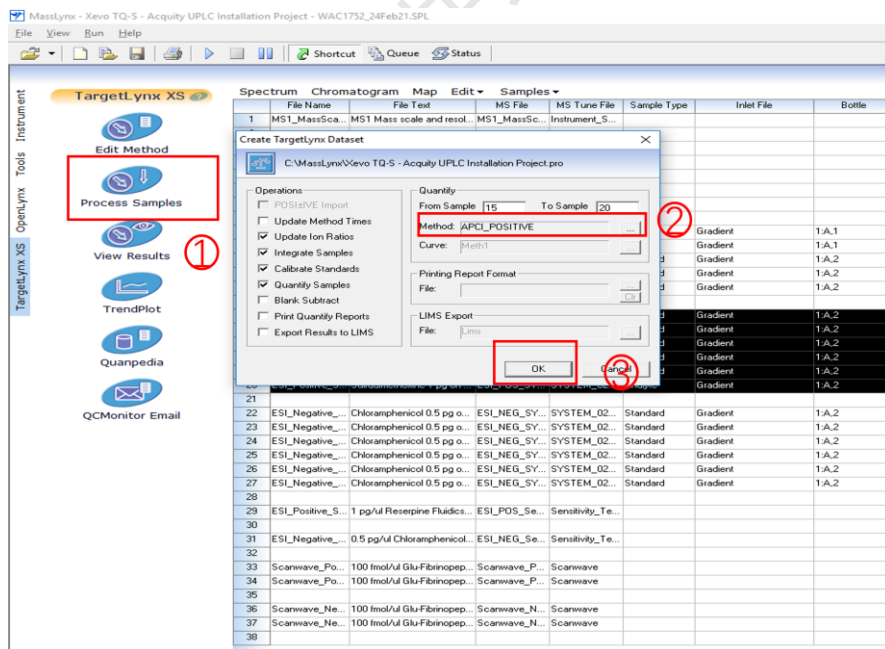 MassLynx - Xevo TQ-S - Acquity UPLC Installation Project - WAC1752_24Feb21.SPL
File View Run Help
Shortcut Queue Status
Instrument
Tools
OpenLynx
TargetLynx XS
TargetLynx XS
Edit Method
Process Samples
①
View Results
TrendPlot
Quanpedia
QCMonitor Email
Spectrum Chromatogram Map Edit Samples
File Name File Text MS File MS Tune File Sample Type Inlet File Bottle
1 MS1_MassSca... MS1 Mass scale and resol... MS1_MassSc... Instrument_S...
Create TargetLynx Dataset
C:\MassLynx\Xevo TQ-S - Acquity UPLC Installation Project.pro
Operations
POSI±IVE Import
Update Method Times
Update Ion Ratios
Integrate Samples
Calibrate Standards
Quantify Samples
Blank Subtract
Print Quantify Reports
Export Results to LIMS
Quantify
From Sample 15 To Sample 20
Method: APCI_POSITIVE ...
②
Curve: Meth1 ...
Printing Report Format
File: ...
Clr
LIMS Export
File: Lims ...
OK Cancel
③
Gradient 1:A,1
Gradient 1:A,1
Gradient 1:A,2
Gradient 1:A,2
Gradient 1:A,2
Gradient 1:A,2
Gradient 1:A,2
Gradient 1:A,2
Gradient 1:A,2
Gradient 1:A,2
Gradient 1:A,2
21
22 ESI_Negative_... Chloramphenicol 0.5 pg o... ESI_NEG_SY... SYSTEM_02... Standard Gradient 1:A,2
23 ESI_Negative_... Chloramphenicol 0.5 pg o... ESI_NEG_SY... SYSTEM_02... Standard Gradient 1:A,2
24 ESI_Negative_... Chloramphenicol 0.5 pg o... ESI_NEG_SY... SYSTEM_02... Standard Gradient 1:A,2
25 ESI_Negative_... Chloramphenicol 0.5 pg o... ESI_NEG_SY... SYSTEM_02... Standard Gradient 1:A,2
26 ESI_Negative_... Chloramphenicol 0.5 pg o... ESI_NEG_SY... SYSTEM_02... Standard Gradient 1:A,2
27 ESI_Negative_... Chloramphenicol 0.5 pg o... ESI_NEG_SY... SYSTEM_02... Standard Gradient 1:A,2
28
29 ESI_Positive_S... 1 pg/ul Reserpine Fluidics... ESI_POS_Se... Sensitivity_Te...
30
31 ESI_Negative_... 0.5 pg/ul Chloramphenicol... ESI_NEG_Se... Sensitivity_Te...
32
33 Scanwave_Po... 100 fmol/ul Glu-Fibrinopep... Scanwave_P... Scanwave
34 Scanwave_Po... 100 fmol/ul Glu-Fibrinopep... Scanwave_P... Scanwave
35
36 Scanwave_Ne... 100 fmol/ul Glu-Fibrinopep... Scanwave_N... Scanwave
37 Scanwave_Ne... 100 fmol/ul Glu-Fibrinopep... Scanwave_N... Scanwave
38